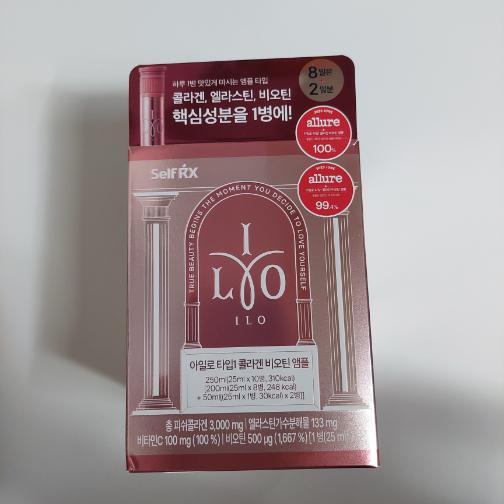 하루 1병 맛있게 마시는 앰플 타입
콜라겐, 엘라스틴, 비오틴
핵심성분을 1병에!
8일분
+
2일분
allure
100%
allure
99.4%
Self RX
TRUE BEAUTY BEGINS THE MOMENT YOU DECIDE TO LOVE YOURSELF
I
LO
ILO
아일로 타입1 콜라겐 비오틴 앰플
250ml(25ml x 10병, 310kcal)
[200ml(25ml x 8병, 248 kcal)
+ 50ml(25ml x 1병, 30kcal) x 2병)]
총 피쉬콜라겐 3,000 mg | 엘라스틴가수분해물 133 mg
비타민C 100 mg (100 %) | 비오틴 500 μg (1,667 %) [1 병(25 ml)